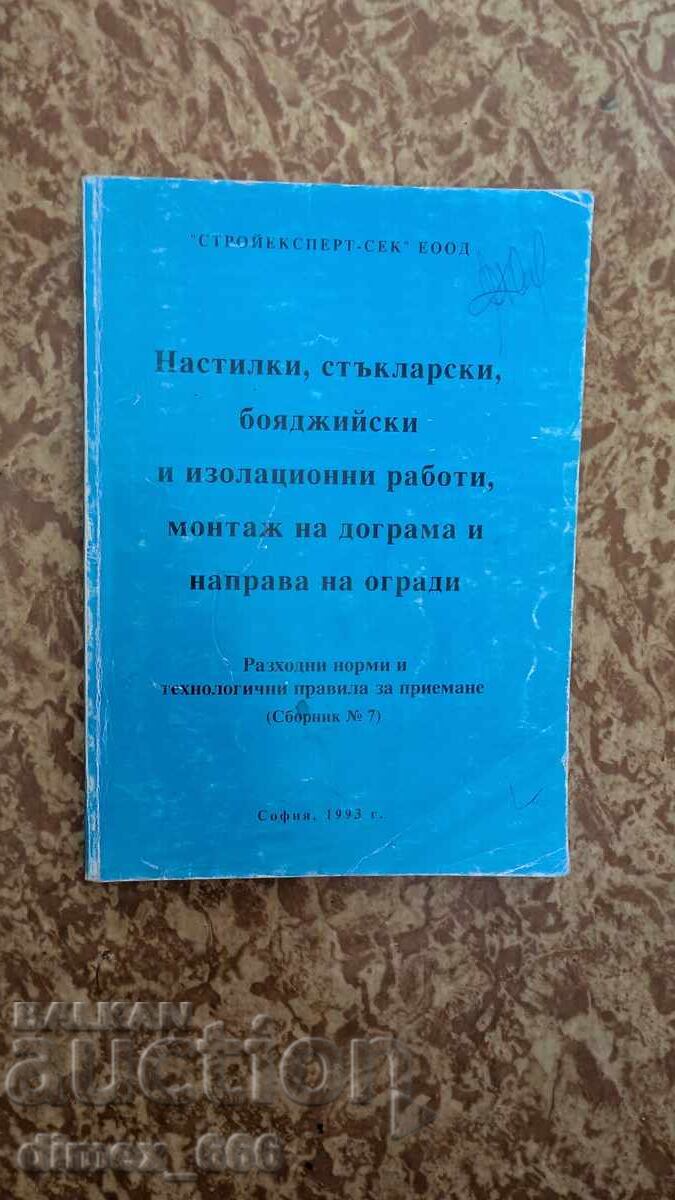 "СТРОЙЕКСПЕРТ-СЕК" ЕООД
Настилки, стъкларски,
бояджийски
и изолационни работи,
монтаж на дограма и
направа на огради
Разходни норми и
технологични правила за приемане
(Сборник № 7)
София, 1993 г.
BALKAN
auction
dimex_666